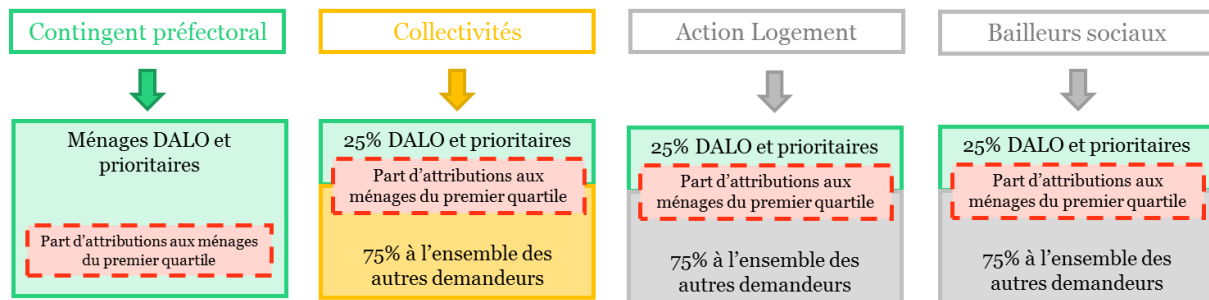 Contingent préfectoral
Ménages DALO et
prioritaires
Part d'attributions aux ménages
du premier quartile
Collectivités
25% DALO et prioritaires
Part d'attributions aux
ménages du premier quartile
75% à l'ensemble des
autres demandeurs
Action Logement
25% DALO et prioritaires
Part d'attributions aux
ménages du premier quartile
75% à l'ensemble des
autres demandeurs
Bailleurs sociaux
25% DALO et prioritaires
Part d'attributions aux
ménages du premier quartile
75% à l'ensemble des
autres demandeurs